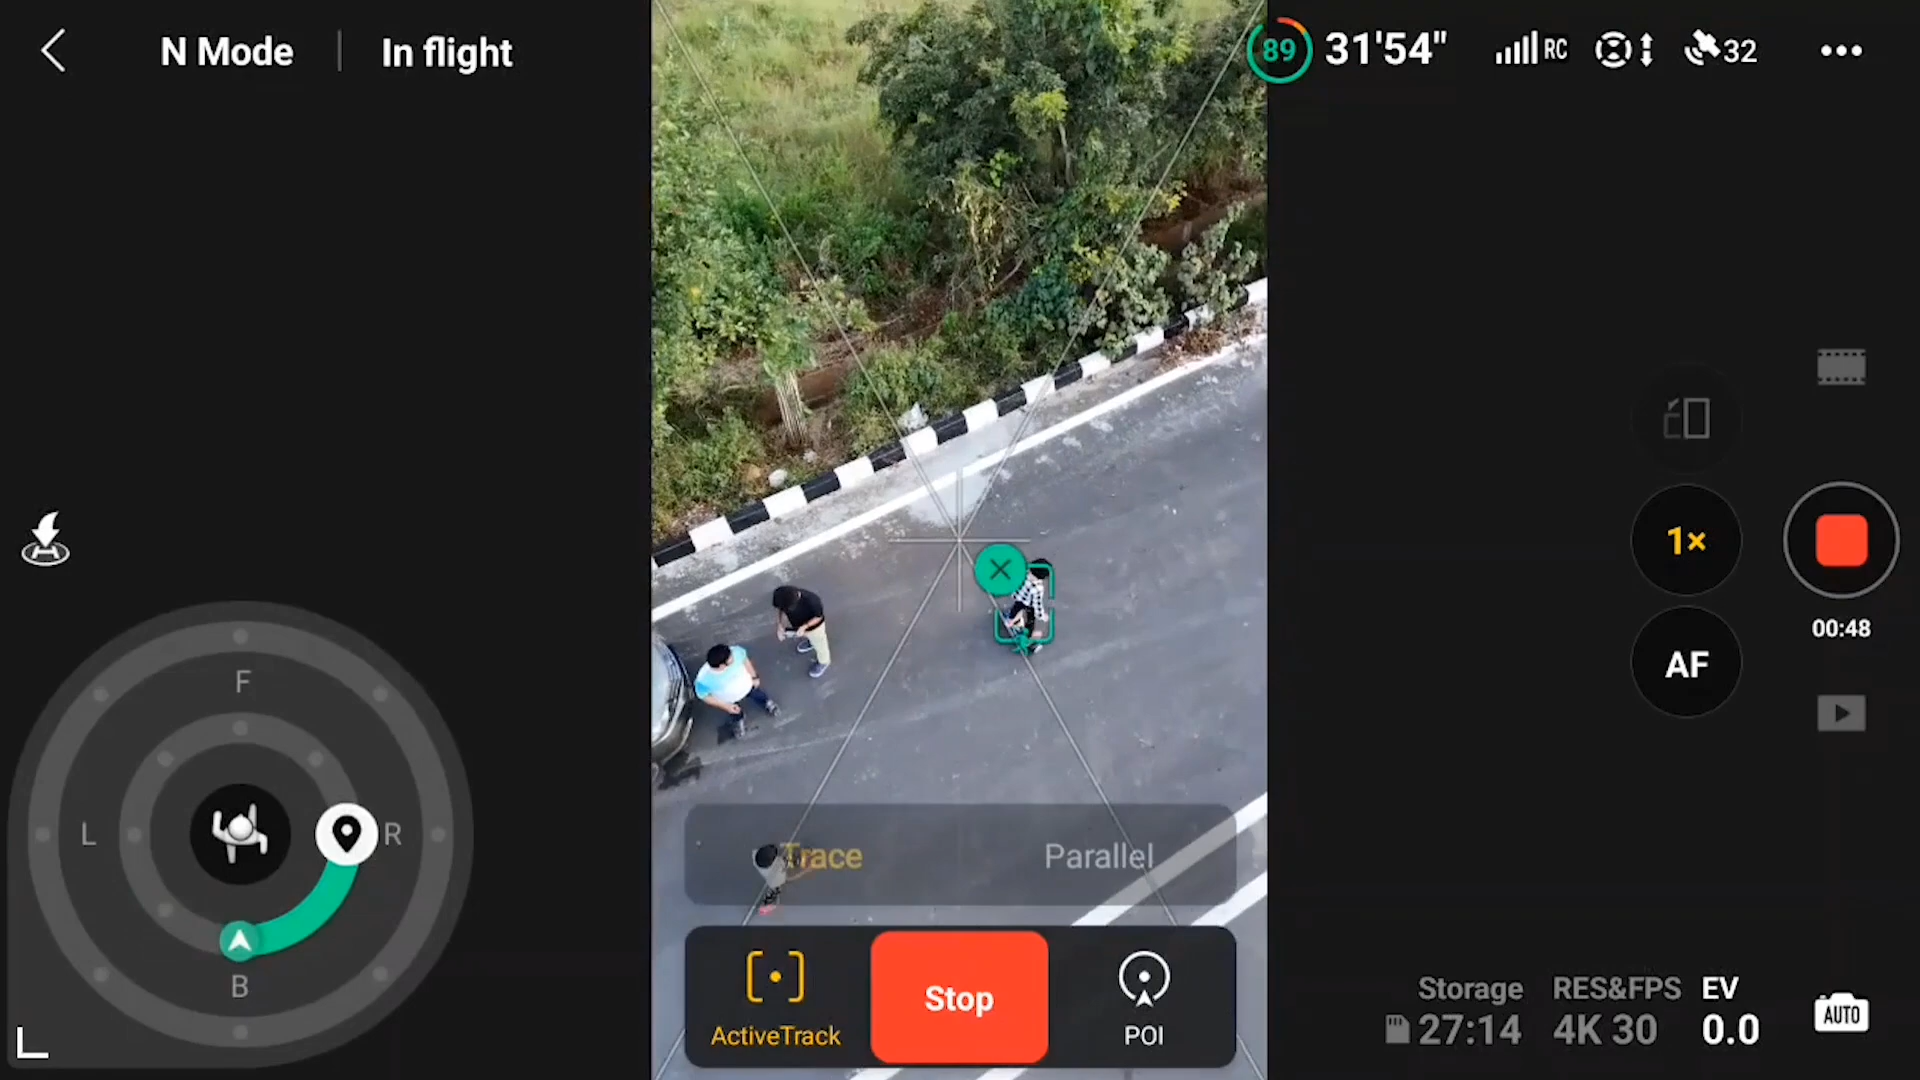 N Mode | In flight
89 31'54" RC 32
1×
00:48
AF
F
L R
B
Trace Parallel
ActiveTrack Stop POI
Storage RES&FPS EV
27:14 4K 30 0.0
AUTO